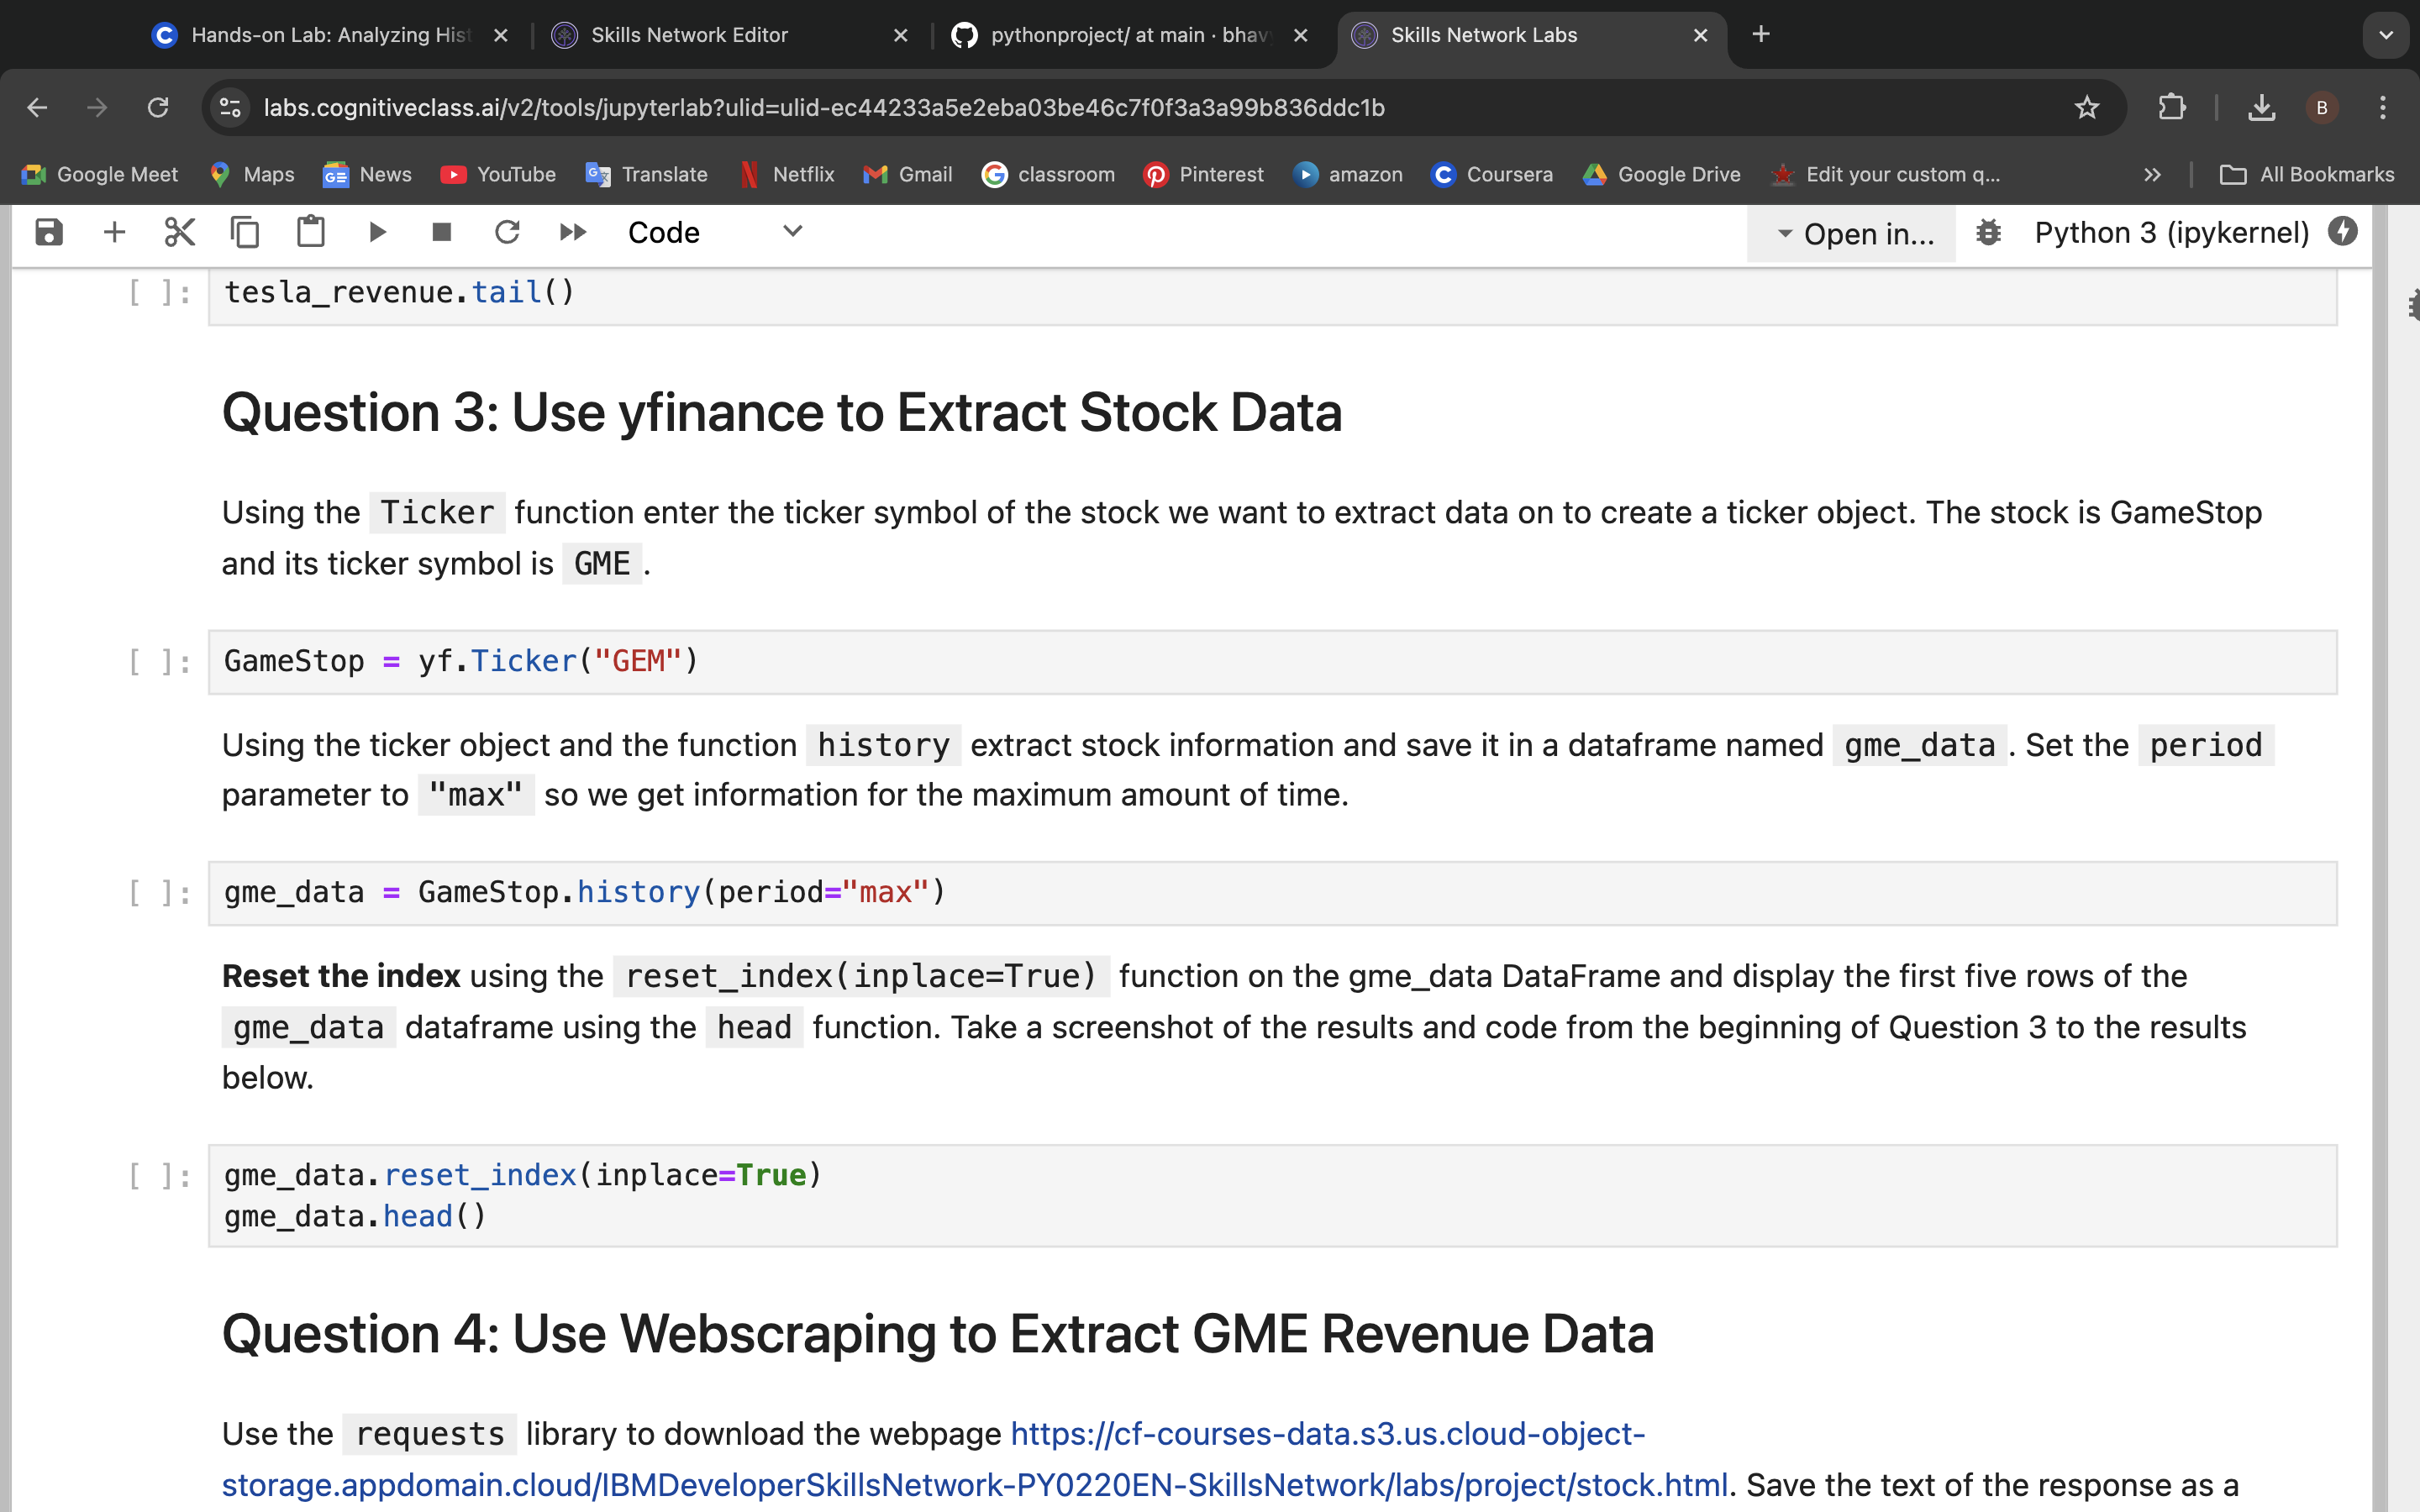 Hands-on Lab: Analyzing Hist
Skills Network Editor
pythonproject/ at main · bhav
Skills Network Labs
labs.cognitiveclass.ai/v2/tools/jupyterlab?ulid=ulid-ec44233a5e2eba03be46c7f0f3a3a99b836ddc1b
B
Google Meet Maps News YouTube Translate Netflix Gmail classroom Pinterest amazon Coursera Google Drive Edit your custom q... All Bookmarks
Code Open in... Python 3 (ipykernel)
[ ]: tesla_revenue.tail()
Question 3: Use yfinance to Extract Stock Data
Using the Ticker function enter the ticker symbol of the stock we want to extract data on to create a ticker object. The stock is GameStop
and its ticker symbol is GME .
[ ]: GameStop = yf.Ticker("GEM")
Using the ticker object and the function history extract stock information and save it in a dataframe named gme_data . Set the period
parameter to "max" so we get information for the maximum amount of time.
[ ]: gme_data = GameStop.history(period="max")
Reset the index using the reset_index(inplace=True) function on the gme_data DataFrame and display the first five rows of the
gme_data dataframe using the head function. Take a screenshot of the results and code from the beginning of Question 3 to the results
below.
[ ]: gme_data.reset_index(inplace=True)
gme_data.head()
Question 4: Use Webscraping to Extract GME Revenue Data
Use the requests library to download the webpage https://cf-courses-data.s3.us.cloud-object-
storage.appdomain.cloud/IBMDeveloperSkillsNetwork-PY0220EN-SkillsNetwork/labs/project/stock.html. Save the text of the response as a